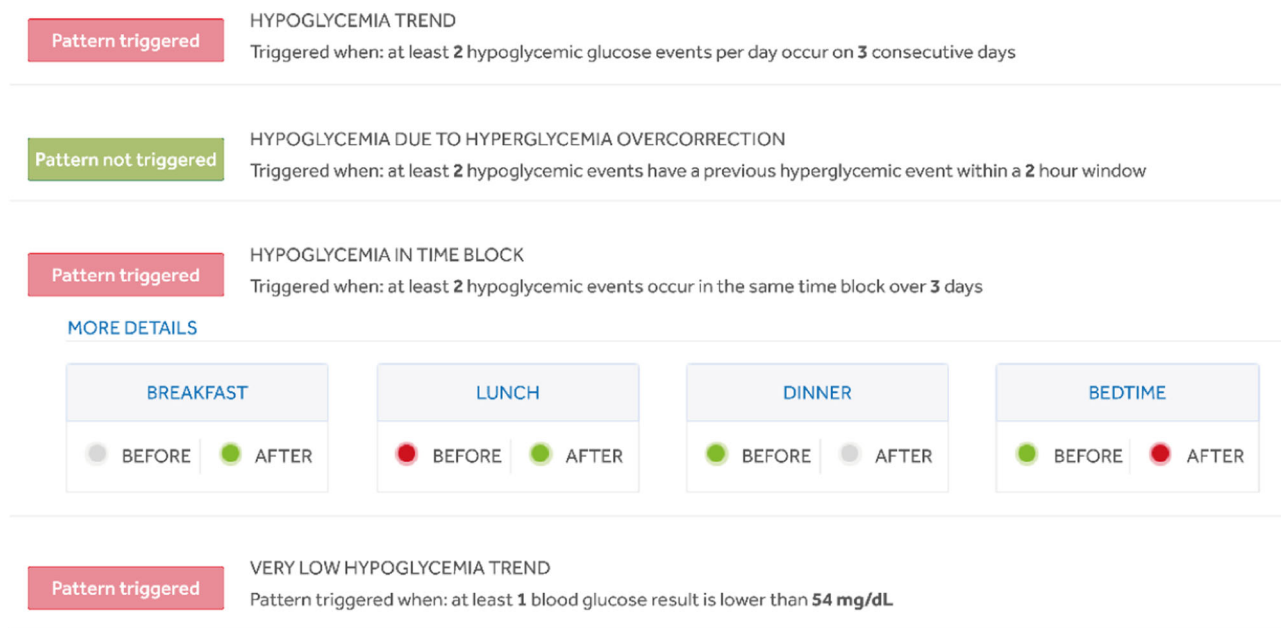 Pattern triggered
HYPOGLYCEMIA TREND
Triggered when: at least 2 hypoglycemic glucose events per day occur on 3 consecutive days
Pattern not triggered
HYPOGLYCEMIA DUE TO HYPERGLYCEMIA OVERCORRECTION
Triggered when: at least 2 hypoglycemic events have a previous hyperglycemic event within a 2 hour window
Pattern triggered
HYPOGLYCEMIA IN TIME BLOCK
Triggered when: at least 2 hypoglycemic events occur in the same time block over 3 days
MORE DETAILS
BREAKFAST
BEFORE AFTER
LUNCH
BEFORE AFTER
DINNER
BEFORE AFTER
BEDTIME
BEFORE AFTER
Pattern triggered
VERY LOW HYPOGLYCEMIA TREND
Pattern triggered when: at least 1 blood glucose result is lower than 54 mg/dL